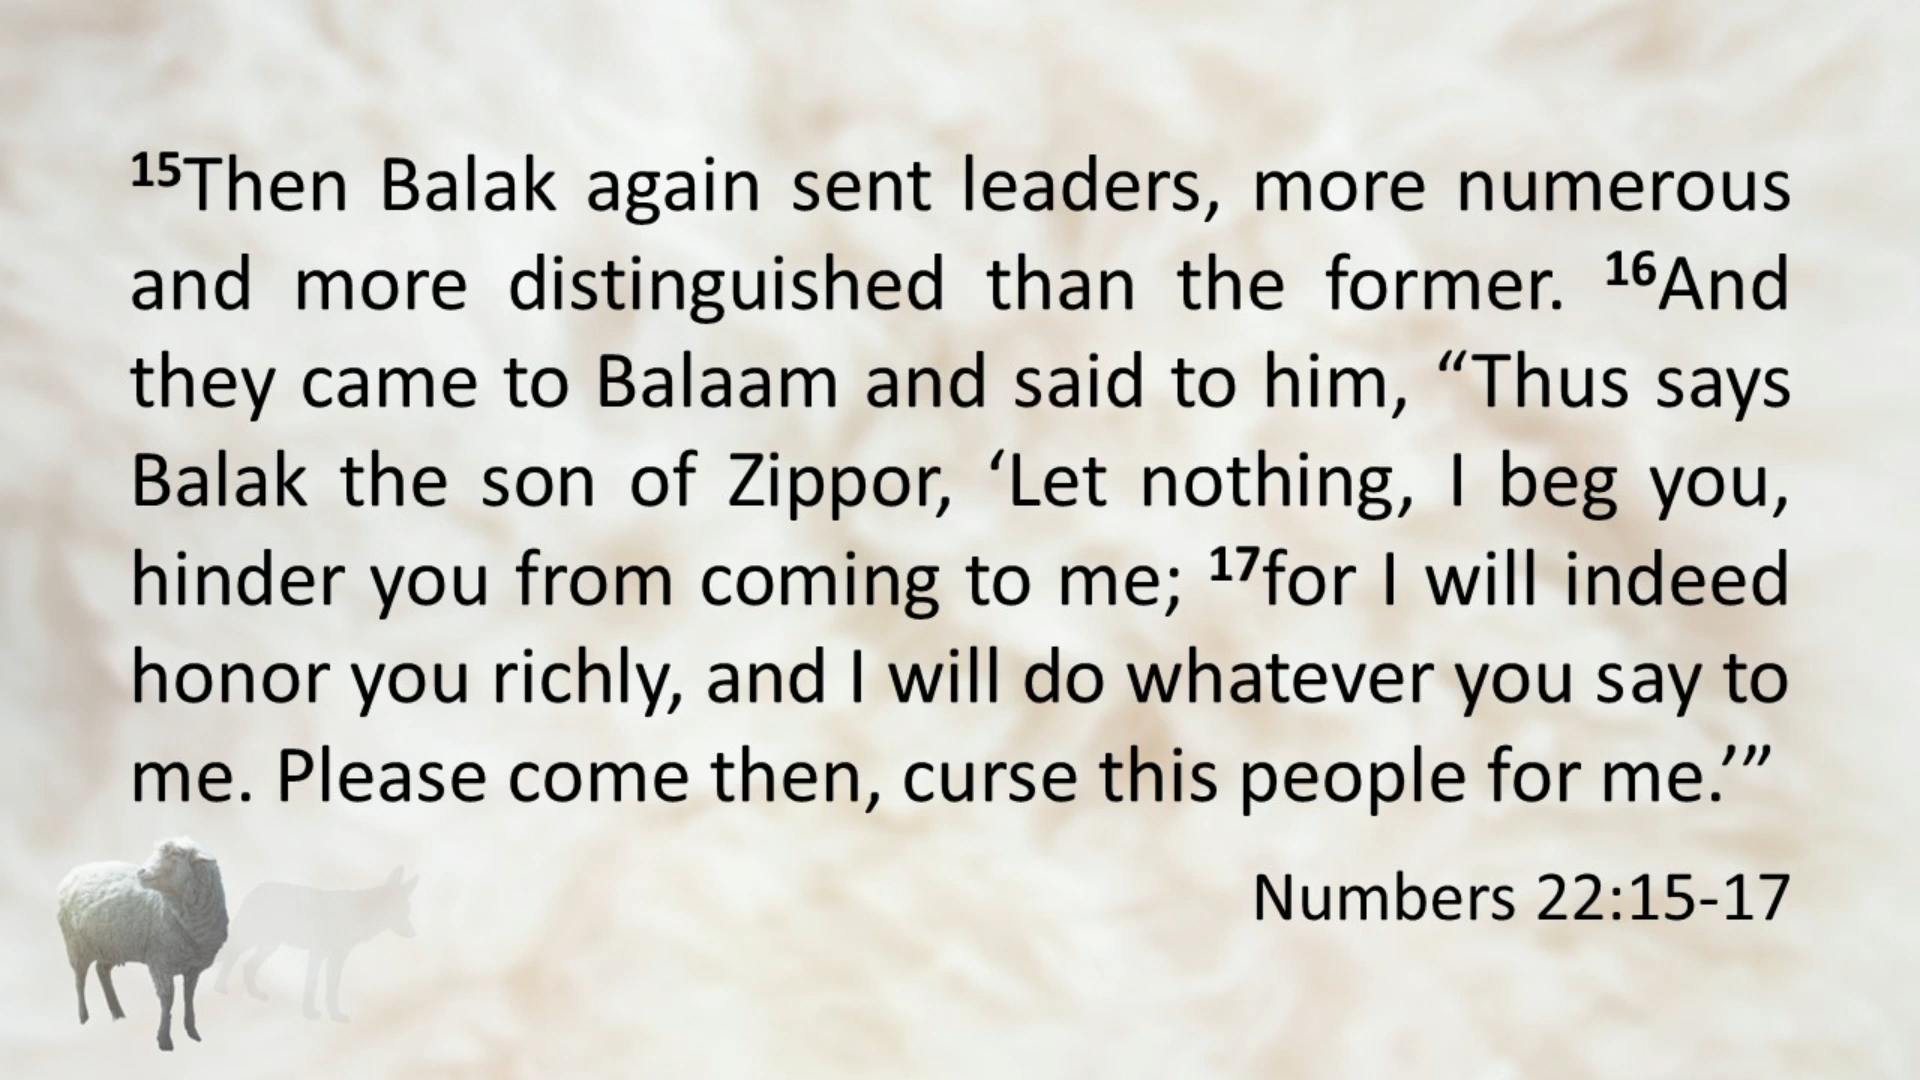 15Then Balak again sent leaders, more numerous
and more distinguished than the former. 16And
they came to Balaam and said to him, “Thus says
Balak the son of Zippor, ‘Let nothing, I beg you,
hinder you from coming to me; 17for I will indeed
honor you richly, and I will do whatever you say to
me. Please come then, curse this people for me.’”
Numbers 22:15-17